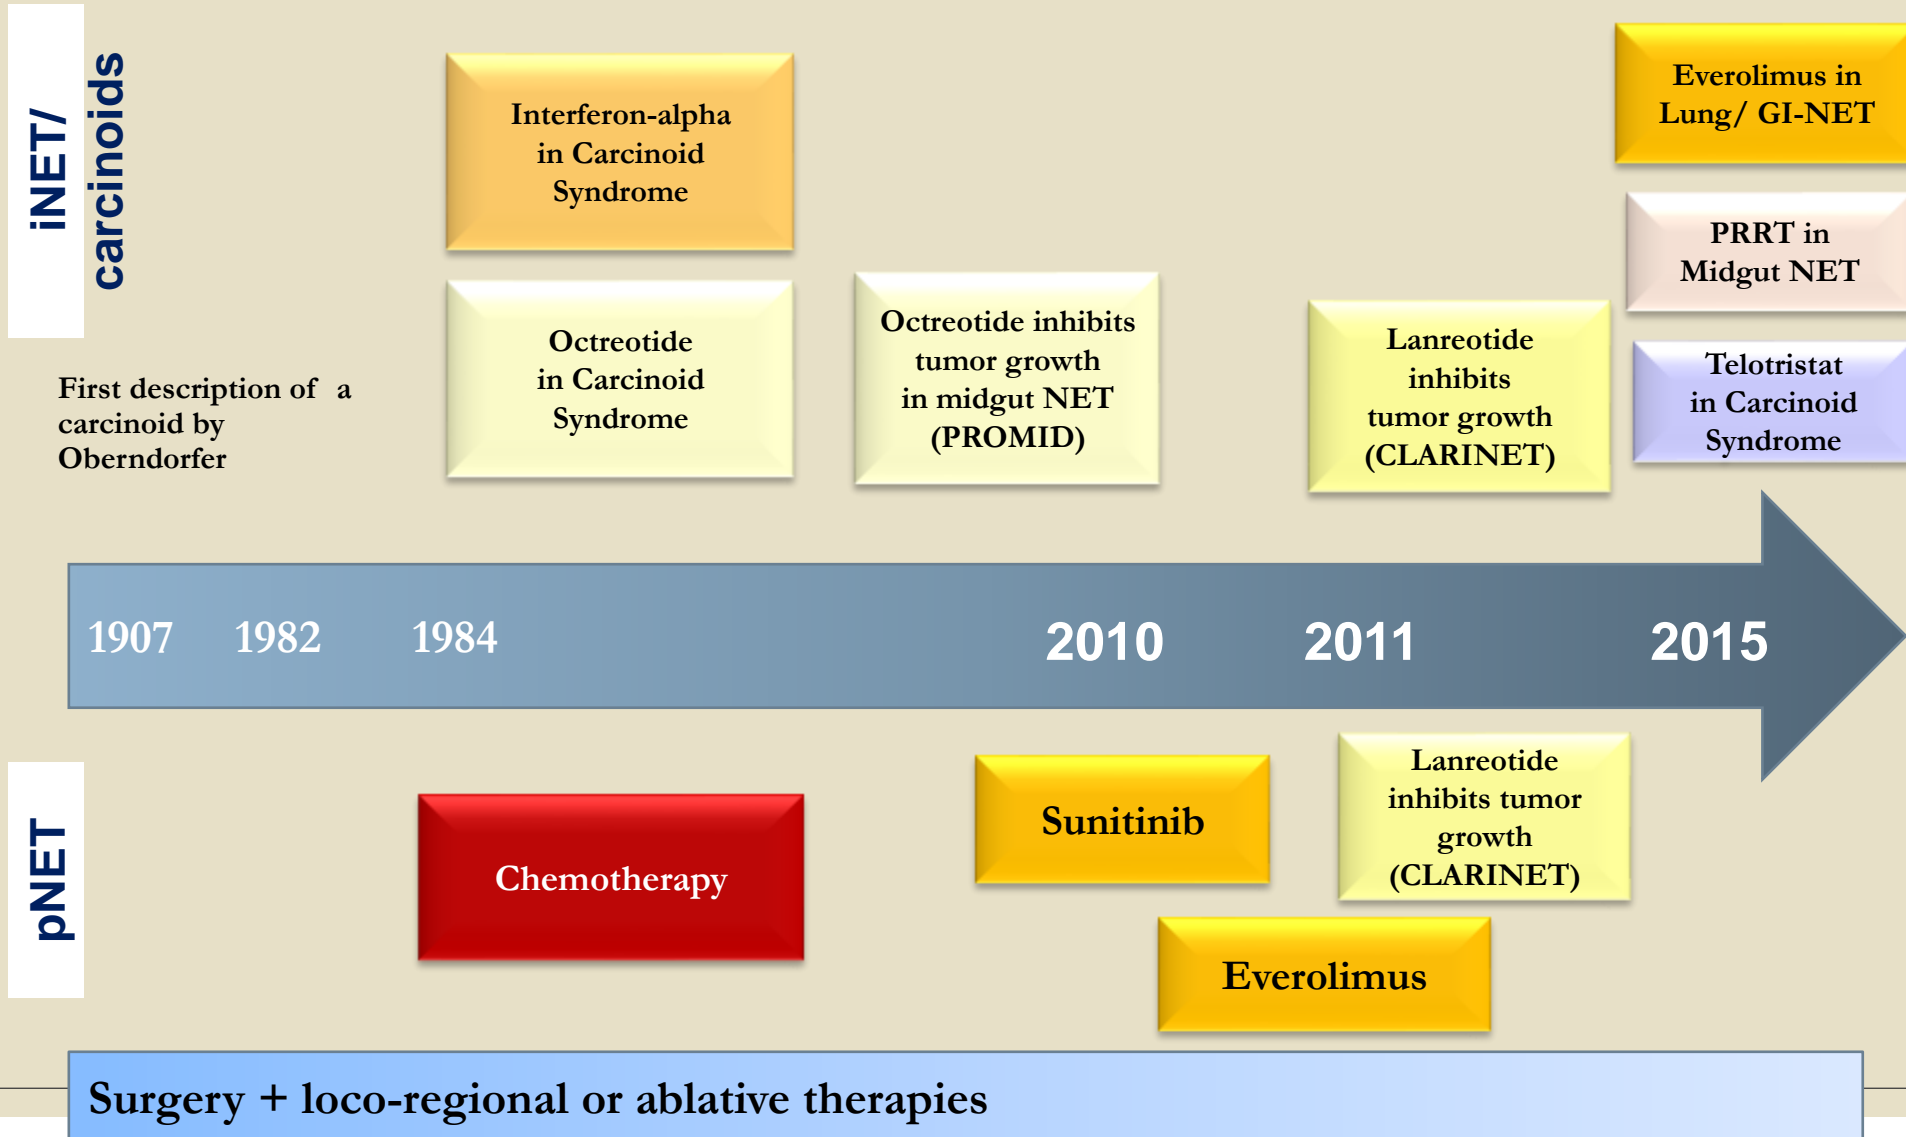 iNET/
carcinoids
Interferon-alpha
in Carcinoid
Syndrome
Everolimus in
Lung/ GI-NET
PRRT in
Midgut NET
Octreotide
in Carcinoid
Syndrome
Octreotide inhibits
tumor growth
in midgut NET
(PROMID)
Lanreotide
inhibits
tumor growth
(CLARINET)
Telotristat
in Carcinoid
Syndrome
First description of a
carcinoid by
Oberndorfer
1907 1982 1984 2010 2011 2015
pNET
Chemotherapy
Sunitinib
Lanreotide
inhibits tumor
growth
(CLARINET)
Everolimus
Surgery + loco-regional or ablative therapies